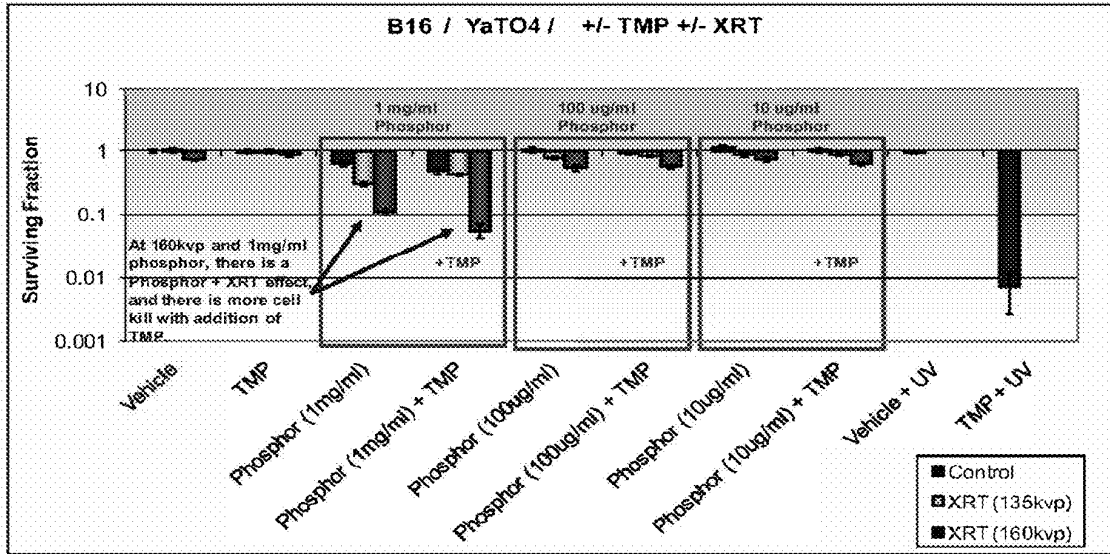 B16 / YaTO4 / +/- TMP +/- XRT
10
1
0.1
0.01
0.001
Surviving Fraction
1 mg/ml
Phosphor
100 ug/ml
Phosphor
10 ug/ml
Phosphor
At 160kvp and 1mg/ml
phosphor, there is a
Phosphor + XRT effect,
and there is more cell
kill with addition of
TMP.
+TMP
+TMP
+TMP
Vehicle
TMP
Phosphor (1mg/ml)
Phosphor (1mg/ml) + TMP
Phosphor (100ug/ml)
Phosphor (100ug/ml) + TMP
Phosphor (10ug/ml)
Phosphor (10ug/ml) + TMP
Vehicle + UV
TMP + UV
Control
XRT (135kvp)
XRT (160kvp)